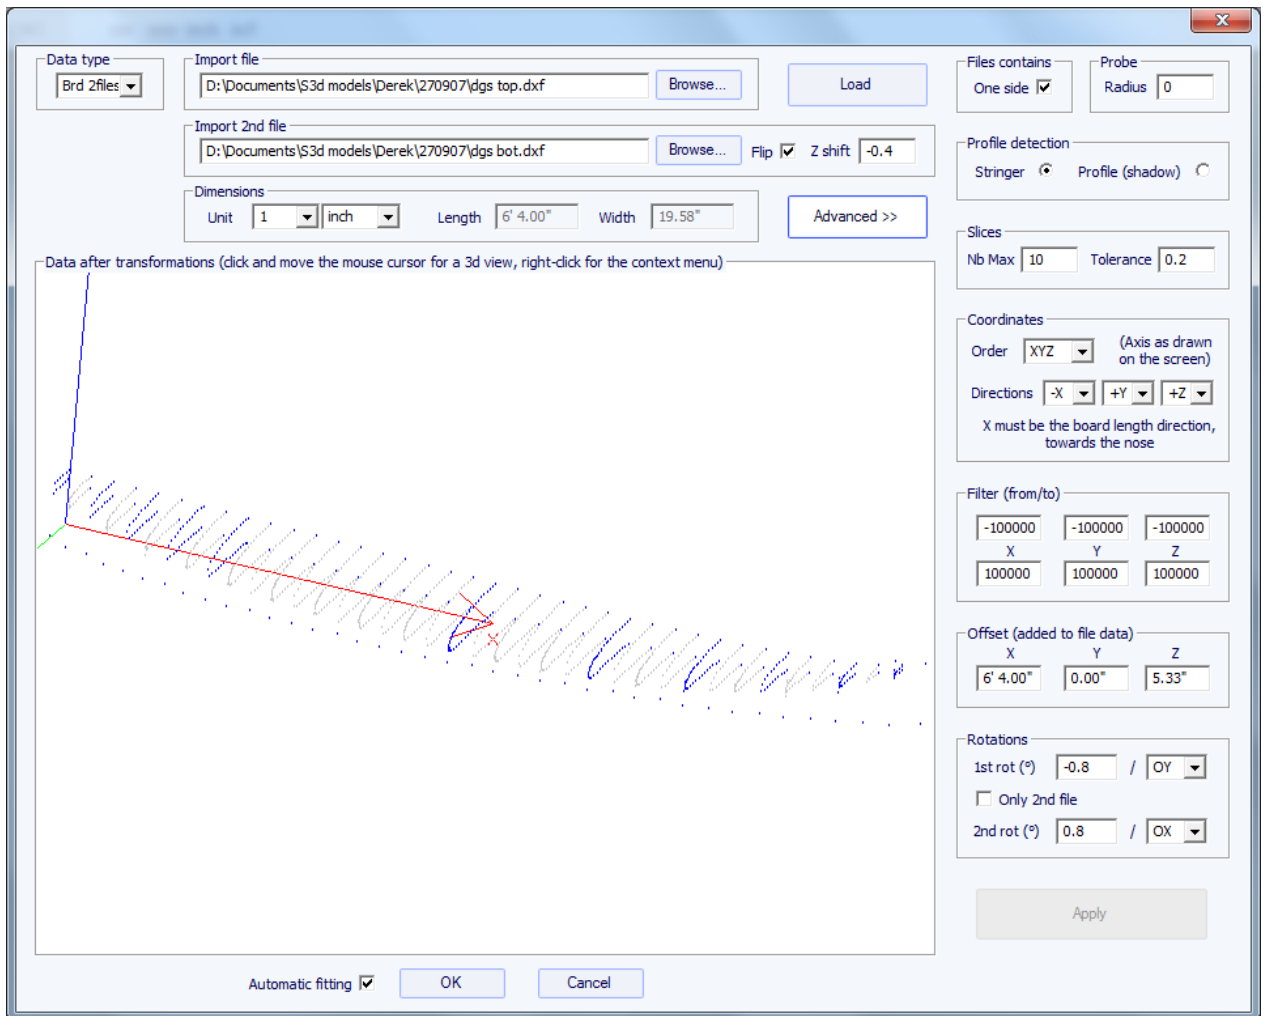 Data type
Brd 2files
Import file
D:\Documents\S3d models\Derek\270907\dgs top.dxf
Browse...
Load
Import 2nd file
D:\Documents\S3d models\Derek\270907\dgs bot.dxf
Browse...
Flip
Z shift -0.4
Dimensions
Unit 1 inch Length 6' 4.00" Width 19.58"
Advanced >>
Data after transformations (click and move the mouse cursor for a 3d view, right-click for the context menu)
X
Files contains
One side
Probe
Radius 0
Profile detection
Stringer Profile (shadow)
Slices
Nb Max 10 Tolerance 0.2
Coordinates
Order XYZ
(Axis as drawn
on the screen)
Directions -X +Y +Z
X must be the board length direction,
towards the nose
Filter (from/to)
-100000 -100000 -100000
X Y Z
100000 100000 100000
Offset (added to file data)
X Y Z
6' 4.00" 0.00" 5.33"
Rotations
1st rot (°) -0.8 / OY
Only 2nd file
2nd rot (°) 0.8 / OX
Apply
Automatic fitting
OK
Cancel